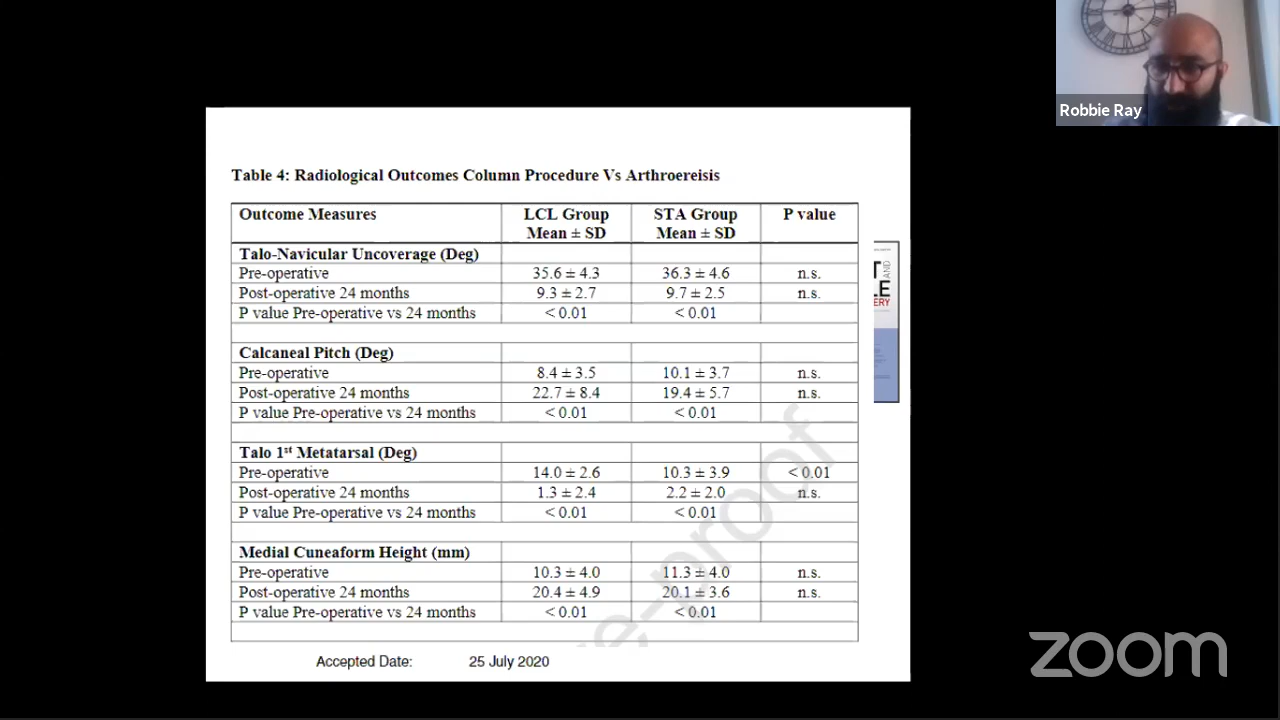 Robbie Ray
Table 4: Radiological Outcomes Column Procedure Vs Arthroereisis
Outcome Measures LCL Group Mean ± SD STA Group Mean ± SD P value
Talo-Navicular Uncoverage (Deg)
Pre-operative 35.6 ± 4.3 36.3 ± 4.6 n.s.
Post-operative 24 months 9.3 ± 2.7 9.7 ± 2.5 n.s.
P value Pre-operative vs 24 months < 0.01 < 0.01
Calcaneal Pitch (Deg)
Pre-operative 8.4 ± 3.5 10.1 ± 3.7 n.s.
Post-operative 24 months 22.7 ± 8.4 19.4 ± 5.7 n.s.
P value Pre-operative vs 24 months < 0.01 < 0.01
Talo 1st Metatarsal (Deg)
Pre-operative 14.0 ± 2.6 10.3 ± 3.9 < 0.01
Post-operative 24 months 1.3 ± 2.4 2.2 ± 2.0 n.s.
P value Pre-operative vs 24 months < 0.01 < 0.01
Medial Cuneaform Height (mm)
Pre-operative 10.3 ± 4.0 11.3 ± 4.0 n.s.
Post-operative 24 months 20.4 ± 4.9 20.1 ± 3.6 n.s.
P value Pre-operative vs 24 months < 0.01 < 0.01
e-proof
T AND
LE
ERY
Accepted Date: 25 July 2020
zoom